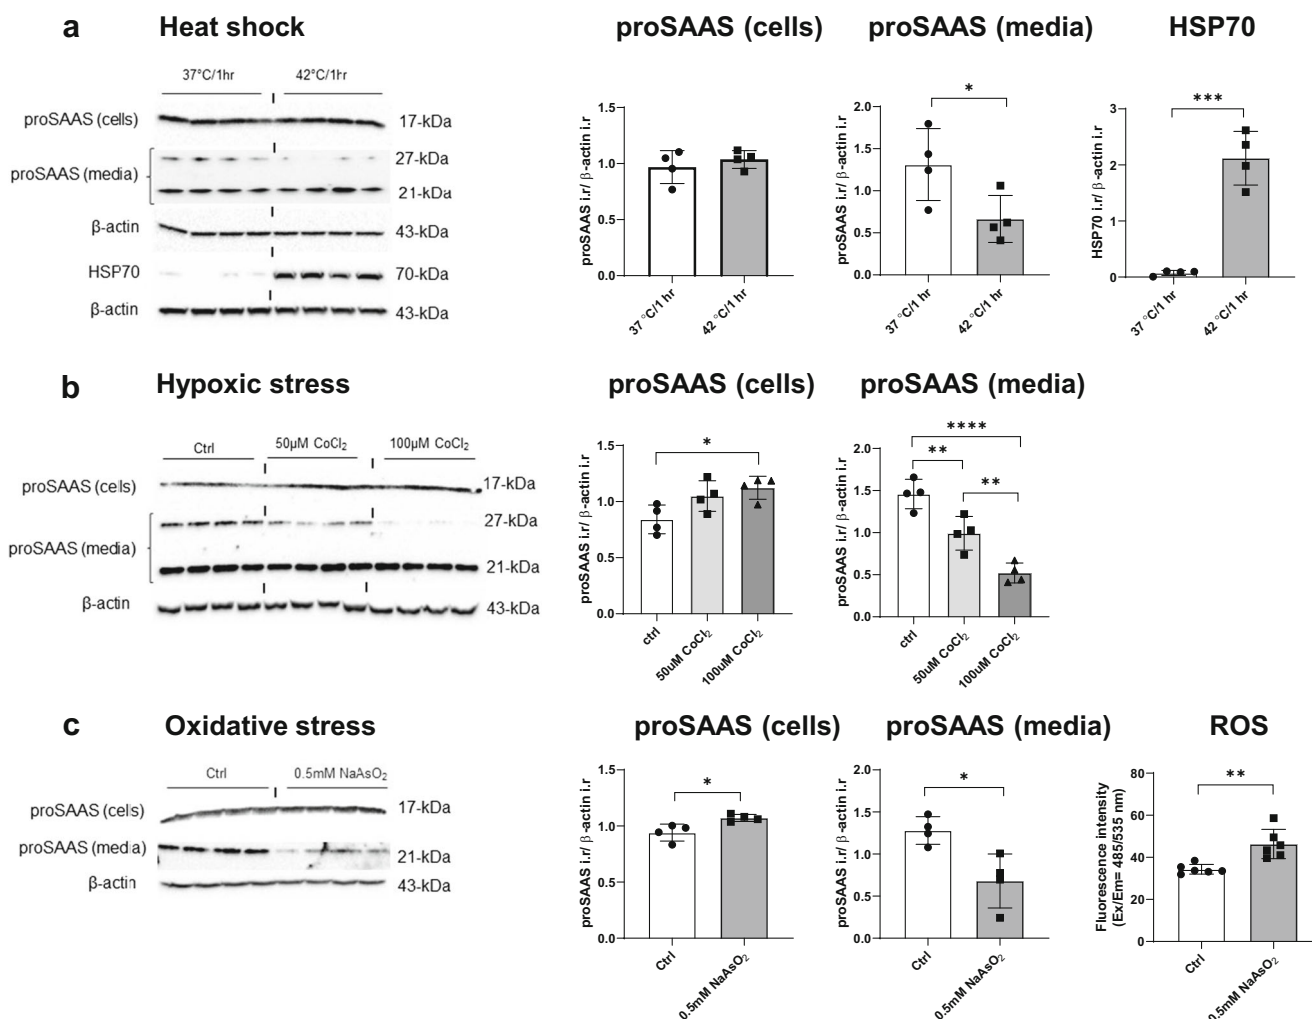 a Heat shock
37°C/1hr 42°C/1hr
proSAAS (cells) 17-kDa
27-kDa
proSAAS (media)
21-kDa
β-actin 43-kDa
HSP70 70-kDa
β-actin 43-kDa
proSAAS (cells)
proSAAS i.r/ β-actin i.r
1.5
1.0
0.5
0.0
37 °C/1 hr
42 °C/1 hr
proSAAS (media)
proSAAS i.r/ β-actin i.r
2.0
1.5
1.0
0.5
0.0
*
37 °C/1 hr
42 °C/1 hr
HSP70
HSP70 i.r/ β-actin i.r
3
2
1
0
***
37 °C/1 hr
42 °C/1 hr
b Hypoxic stress
Ctrl 50µM CoCl₂ 100µM CoCl₂
proSAAS (cells) 17-kDa
27-kDa
proSAAS (media)
21-kDa
β-actin 43-kDa
proSAAS (cells)
proSAAS i.r/ β-actin i.r
1.5
1.0
0.5
0.0
*
ctrl
50uM CoCl₂
100uM CoCl₂
proSAAS (media)
proSAAS i.r/ β-actin i.r
2.0
1.5
1.0
0.5
0.0
****
**
**
ctrl
50uM CoCl₂
100uM CoCl₂
c Oxidative stress
Ctrl 0.5mM NaAsO₂
proSAAS (cells) 17-kDa
proSAAS (media) 21-kDa
β-actin 43-kDa
proSAAS (cells)
proSAAS i.r/ β-actin i.r
1.5
1.0
0.5
0.0
*
Ctrl
0.5mM NaAsO₂
proSAAS (media)
proSAAS i.r/ β-actin i.r
2.0
1.5
1.0
0.5
0.0
*
Ctrl
0.5mM NaAsO₂
ROS
Fluorescence intensity
(Ex/Em= 485/535 nm)
80
60
40
20
0
**
Ctrl
0.5mM NaAsO₂